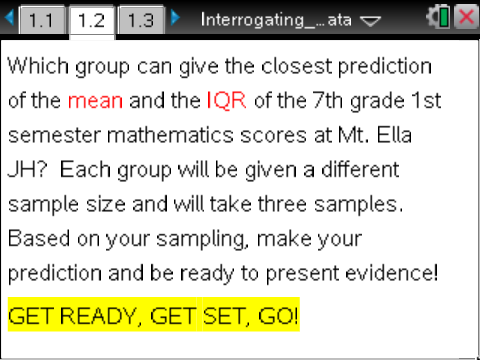 1.1 1.2 1.3 Interrogating_...ata
Which group can give the closest prediction
of the mean and the IQR of the 7th grade 1st
semester mathematics scores at Mt. Ella
JH? Each group will be given a different
sample size and will take three samples.
Based on your sampling, make your
prediction and be ready to present evidence!
GET READY, GET SET, GO!